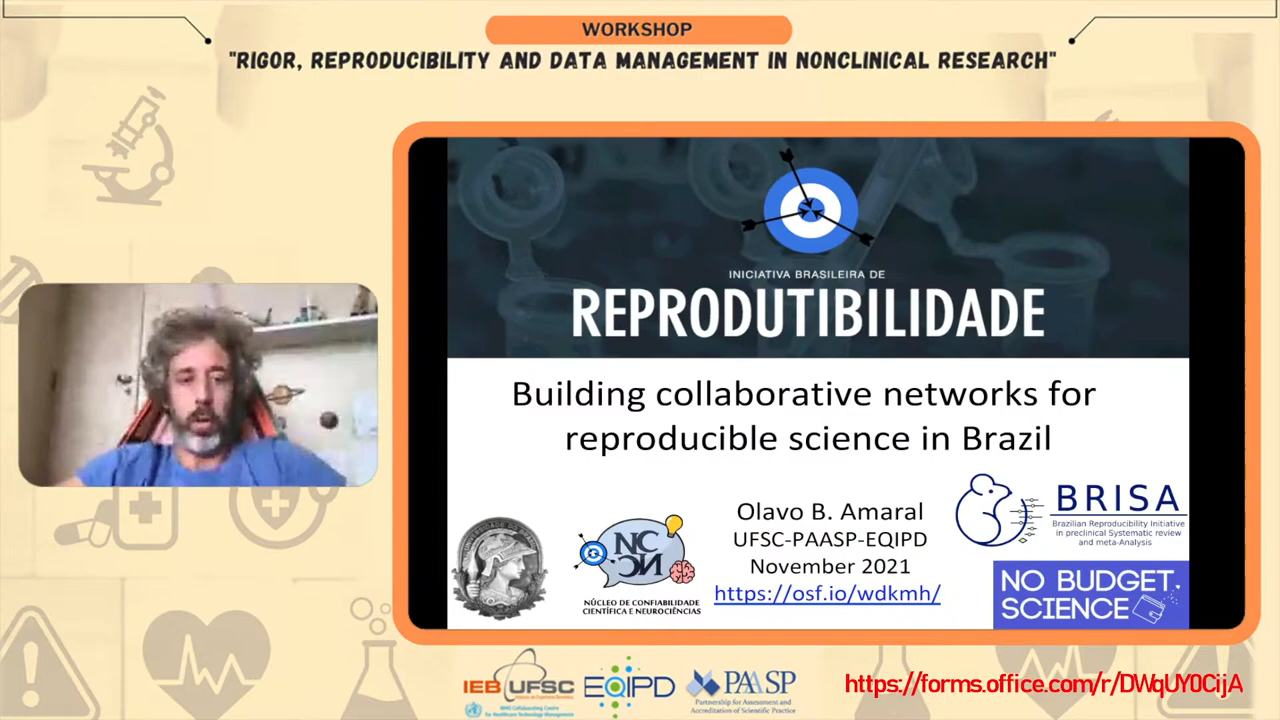 WORKSHOP
"RIGOR, REPRODUCIBILITY AND DATA MANAGEMENT IN NONCLINICAL RESEARCH"
INICIATIVA BRASILEIRA DE
REPRODUTIBILIDADE
Building collaborative networks for
reproducible science in Brazil
Olavo B. Amaral
UFSC-PAASP-EQIPD
November 2021
https://osf.io/wdkmh/
NC
CN
NÚCLEO DE CONFIABILIDADE
CIENTÍFICA E NEUROCIÊNCIAS
BRISA
Brazilian Reproducibility Initiative
in preclinical Systematic review
and meta-Analysis
NO BUDGET
SCIENCE
IEB UFSC
EQIPD
PAASP
Partnership for Assessment and
Accreditation of Scientific Practice
https://forms.office.com/r/DWqUY0CijA